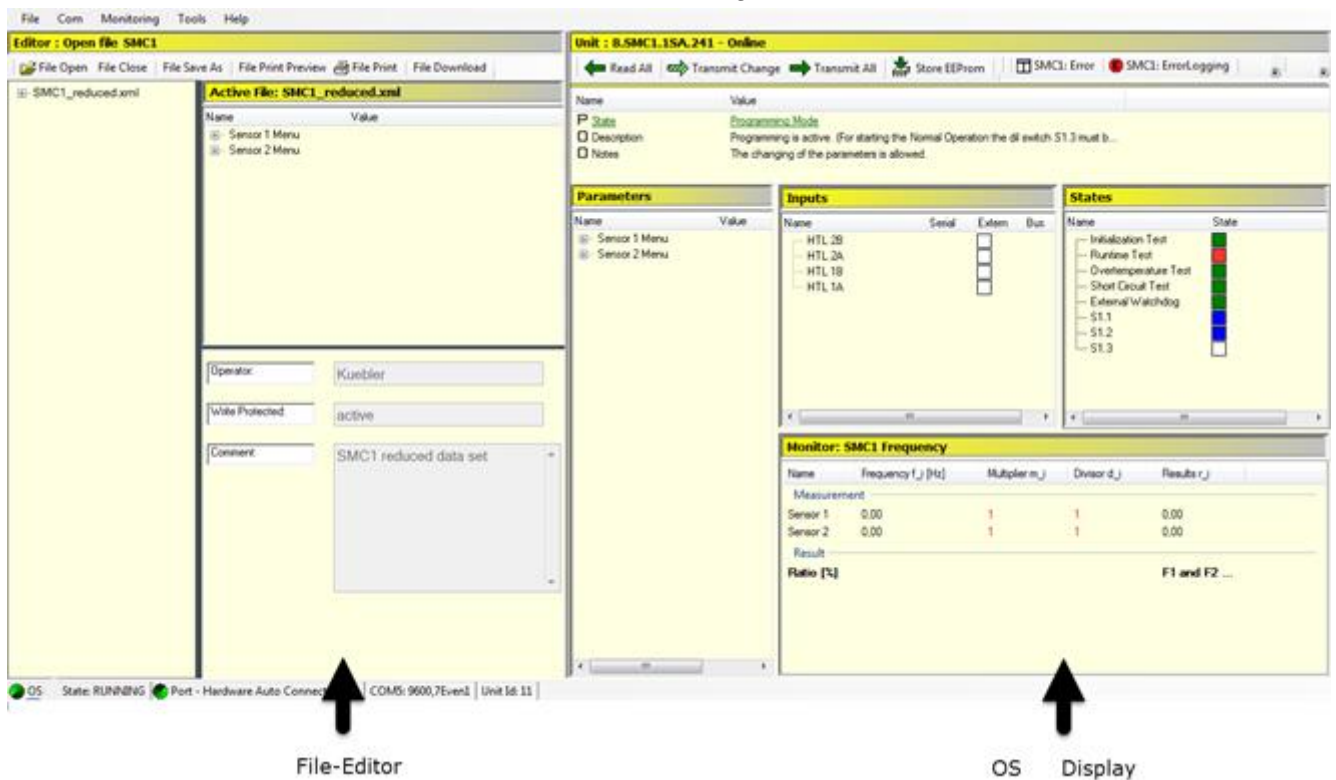 File Com Monitoring Tools Help
Editor : Open file SMC1
File Open File Close File Save As File Print Preview File Print File Download
SMC1_reduced.xml
Active File: SMC1_reduced.xml
Name Value
Sensor 1 Menu
Sensor 2 Menu
Operator:
Kuebler
Write Protected:
active
Comment:
SMC1 reduced data set
Unit : 8.SMC1.1SA.241 - Online
Read All Transmit Change Transmit All Store EEProm SMC1: Error SMC1: ErrorLogging
Name Value
State Programming Mode
Description Programming is active. (For starting the Normal Operation the dil switch S1.3 must b...
Notes The changing of the parameters is allowed.
Parameters
Name Value
Sensor 1 Menu
Sensor 2 Menu
Inputs
Name Serial Extern Bus
HTL 2B
HTL 2A
HTL 1B
HTL 1A
States
Name State
Initialization Test
Runtime Test
Overtemperature Test
Short Circuit Test
External Watchdog
S1.1
S1.2
S1.3
Monitor: SMC1 Frequency
Name Frequency f_i [Hz] Multiplier m_i Divisor d_i Results r_i
Measurement
Sensor 1 0,00 1 1 0,00
Sensor 2 0,00 1 1 0,00
Result
Ratio [%] F1 and F2 ...
OS State: RUNNING Port - Hardware Auto Connec COM5: 9600,7Even1 Unit Id: 11
File-Editor
OS Display